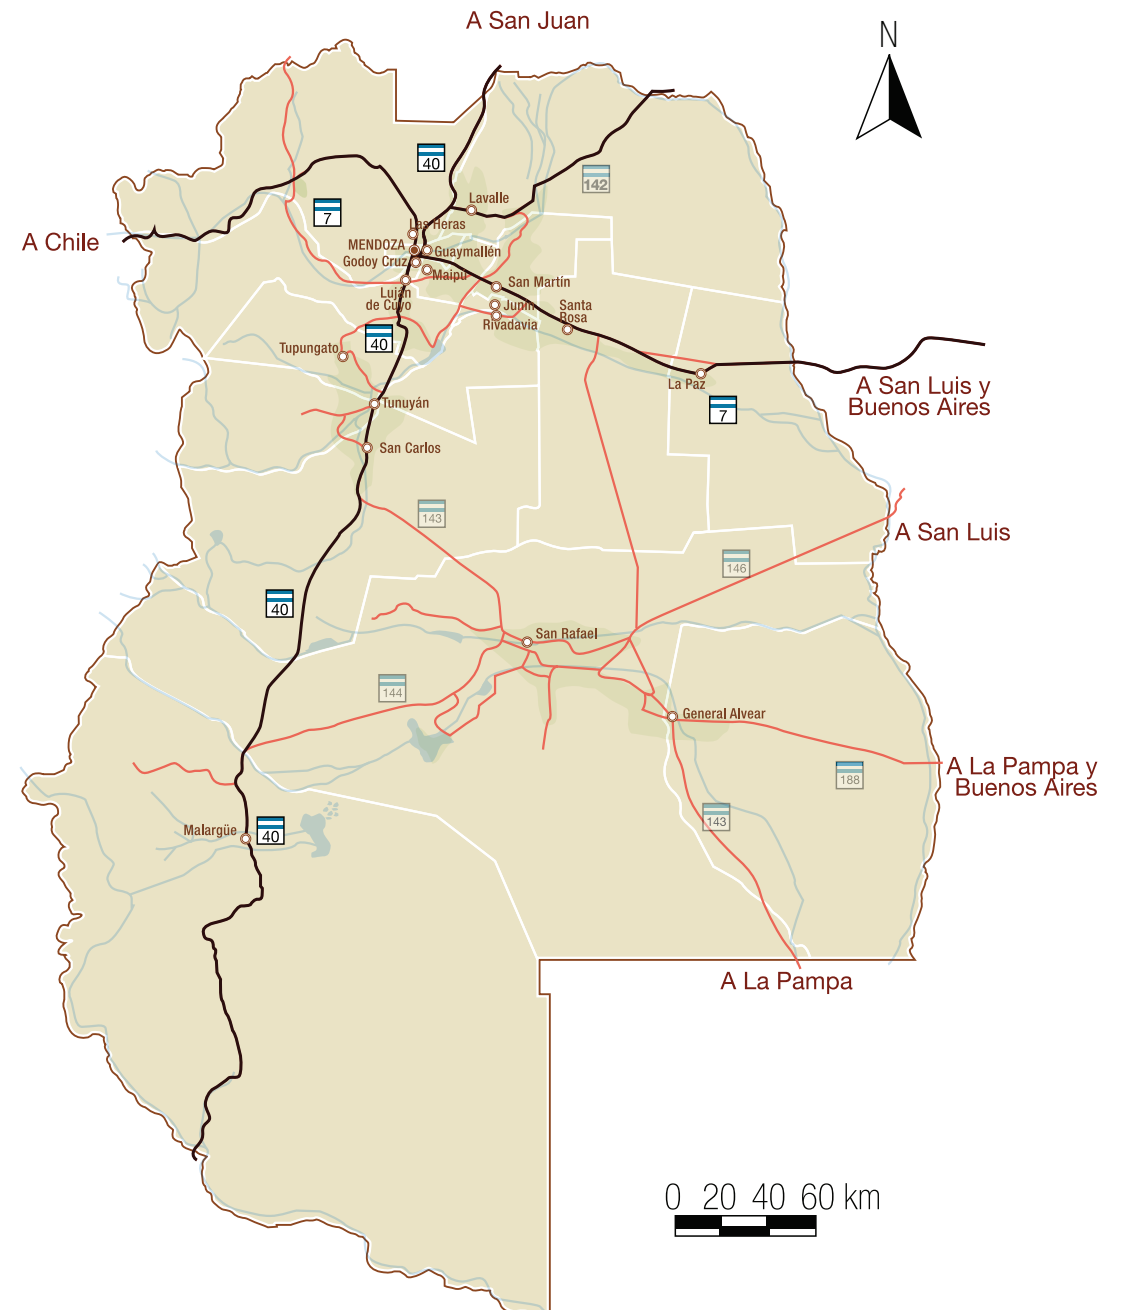 A San Juan
N
40
142
Lavalle
7
Las Heras
A Chile
MENDOZA
Guaymallén
Godoy Cruz
Maipú
San Martín
Luján
de Cuyo
Junín
Santa
Rosa
Rivadavia
40
Tupungato
La Paz
A San Luis y
Buenos Aires
7
Tunuyán
San Carlos
143
A San Luis
146
40
San Rafael
144
General Alvear
A La Pampa y
Buenos Aires
188
143
Malargüe
40
A La Pampa
0 20 40 60 km